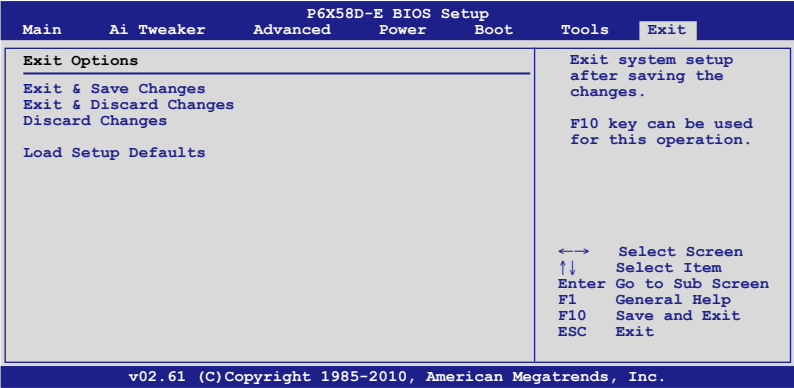 P6X58D-E BIOS Setup
Main Ai Tweaker Advanced Power Boot Tools Exit
Exit Options
Exit & Save Changes
Exit & Discard Changes
Discard Changes
Load Setup Defaults
Exit system setup
after saving the
changes.
F10 key can be used
for this operation.
←→ Select Screen
↑↓ Select Item
Enter Go to Sub Screen
F1 General Help
F10 Save and Exit
ESC Exit
v02.61 (C)Copyright 1985-2010, American Megatrends, Inc.